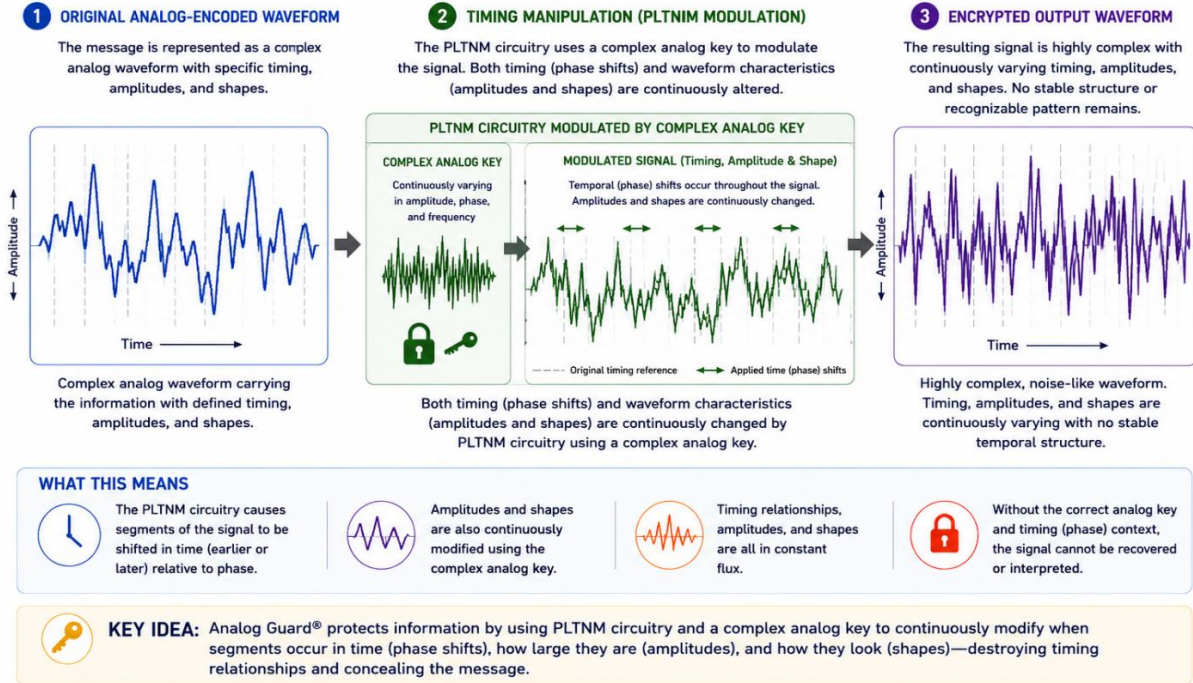 1 ORIGINAL ANALOG-ENCODED WAVEFORM
The message is represented as a complex
analog waveform with specific timing,
amplitudes, and shapes.
Amplitude
Time
Complex analog waveform carrying
the information with defined timing,
amplitudes, and shapes.
2 TIMING MANIPULATION (PLTNIM MODULATION)
The PLTNM circuitry uses a complex analog key to modulate
the signal. Both timing (phase shifts) and waveform characteristics
(amplitudes and shapes) are continuously altered.
PLTNM CIRCUITRY MODULATED BY COMPLEX ANALOG KEY
COMPLEX ANALOG KEY
Continuously varying
in amplitude, phase,
and frequency
MODULATED SIGNAL (Timing, Amplitude & Shape)
Temporal (phase) shifts occur throughout the signal.
Amplitudes and shapes are continuously changed.
Original timing reference
Applied time (phase) shifts
Both timing (phase shifts) and waveform characteristics
(amplitudes and shapes) are continuously changed by
PLTNM circuitry using a complex analog key.
3 ENCRYPTED OUTPUT WAVEFORM
The resulting signal is highly complex with
continuously varying timing, amplitudes,
and shapes. No stable structure or
recognizable pattern remains.
Amplitude
Time
Highly complex, noise-like waveform.
Timing, amplitudes, and shapes are
continuously varying with no stable
temporal structure.
WHAT THIS MEANS
The PLTNM circuitry causes
segments of the signal to be
shifted in time (earlier or
later) relative to phase.
Amplitudes and shapes
are also continuously
modified using the
complex analog key.
Timing relationships,
amplitudes, and shapes
are all in constant
flux.
Without the correct analog key
and timing (phase) context,
the signal cannot be recovered
or interpreted.
KEY IDEA: Analog Guard® protects information by using PLTNM circuitry and a complex analog key to continuously modify when
segments occur in time (phase shifts), how large they are (amplitudes), and how they look (shapes)—destroying timing
relationships and concealing the message.